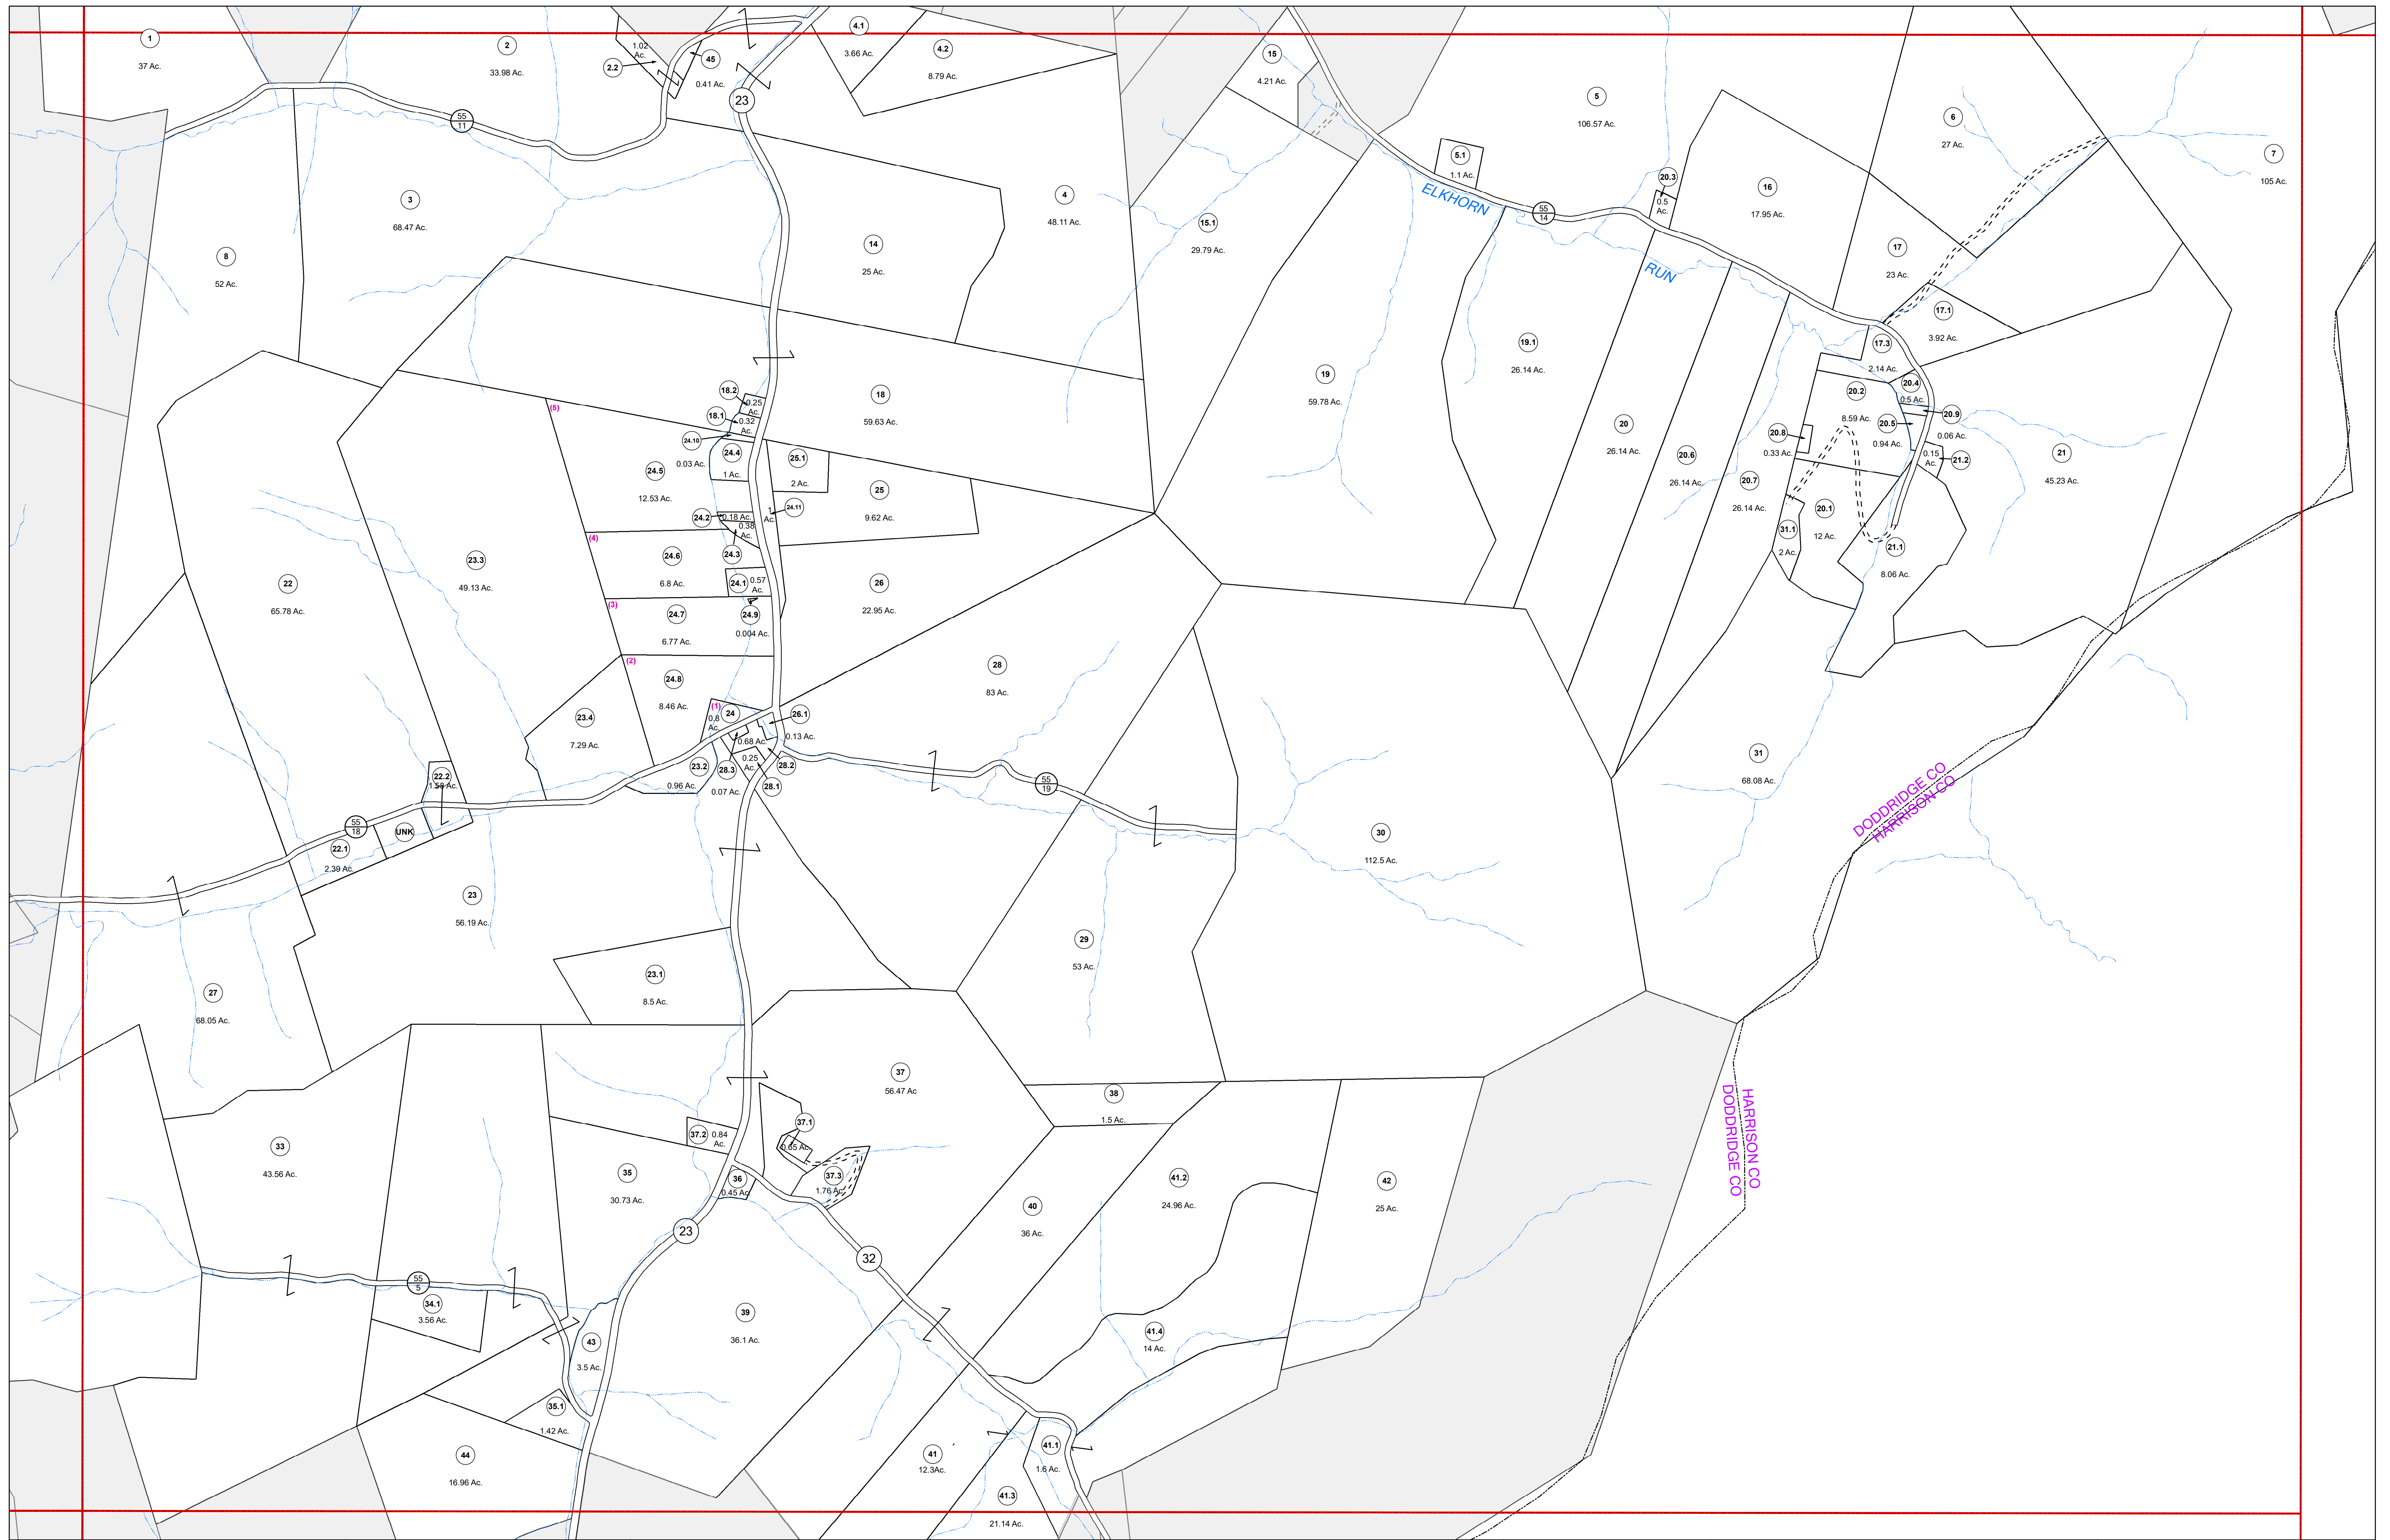 1
37 Ac.
2
33.98 Ac.
1.02
Ac.
2.2
45
0.41 Ac.
23
4.1
3.66 Ac.
4.2
8.79 Ac.
15
4.21 Ac.
5
106.57 Ac.
6
27 Ac.
7
105 Ac.
55
11
5.1
1.1 Ac.
20.3
0.5
Ac.
16
17.95 Ac.
3
68.47 Ac.
4
48.11 Ac.
15.1
29.79 Ac.
ELKHORN
55
14
RUN
8
52 Ac.
14
25 Ac.
17
23 Ac.
17.1
3.92 Ac.
17.3
2.14 Ac.
19.1
26.14 Ac.
19
59.78 Ac.
18.2
0.25
Ac.
18.1
0.32
Ac.
18
59.63 Ac.
20.4
0.5 Ac.
20.2
8.59 Ac.
20.9
0.06 Ac.
20.5
0.94 Ac.
20.8
0.33 Ac.
0.15
Ac.
21.2
21
45.23 Ac.
20
26.14 Ac.
20.6
26.14 Ac.
20.7
26.14 Ac.
20.1
12 Ac.
31.1
2 Ac.
21.1
8.06 Ac.
(5)
24.10
0.03 Ac.
24.4
1 Ac.
25.1
2 Ac.
24.5
12.53 Ac.
25
9.62 Ac.
24.11
1
Ac.
24.2
0.18 Ac.
0.38
Ac.
24.3
(4)
24.6
6.8 Ac.
24.1
0.57
Ac.
26
22.95 Ac.
23.3
49.13 Ac.
22
65.78 Ac.
(3)
24.7
6.77 Ac.
24.9
0.004 Ac.
(2)
24.8
8.46 Ac.
28
83 Ac.
23.4
7.29 Ac.
(1)
24
0.8
Ac.
26.1
0.13 Ac.
0.68 Ac.
0.25
Ac.
28.2
23.2
0.96 Ac.
28.3
0.07 Ac.
28.1
55
19
31
68.08 Ac.
DODDRIDGE CO
HARRISON CO
22.2
1.58 Ac.
55
18
UNK
22.1
2.39 Ac.
30
112.5 Ac.
23
56.19 Ac.
29
53 Ac.
23.1
8.5 Ac.
27
68.05 Ac.
37
56.47 Ac
38
1.5 Ac.
HARRISON CO
DODDRIDGE CO
37.1
0.65 Ac.
37.2
0.84
Ac.
33
43.56 Ac.
35
30.73 Ac.
36
0.45 Ac.
37.3
1.76 Ac.
41.2
24.96 Ac.
42
25 Ac.
40
36 Ac.
23
32
55
5
34.1
3.56 Ac.
39
36.1 Ac.
43
3.5 Ac.
41.4
14 Ac.
35.1
1.42 Ac.
44
16.96 Ac.
41
12.3Ac.
41.1
1.6 Ac.
41.3
21.14 Ac.